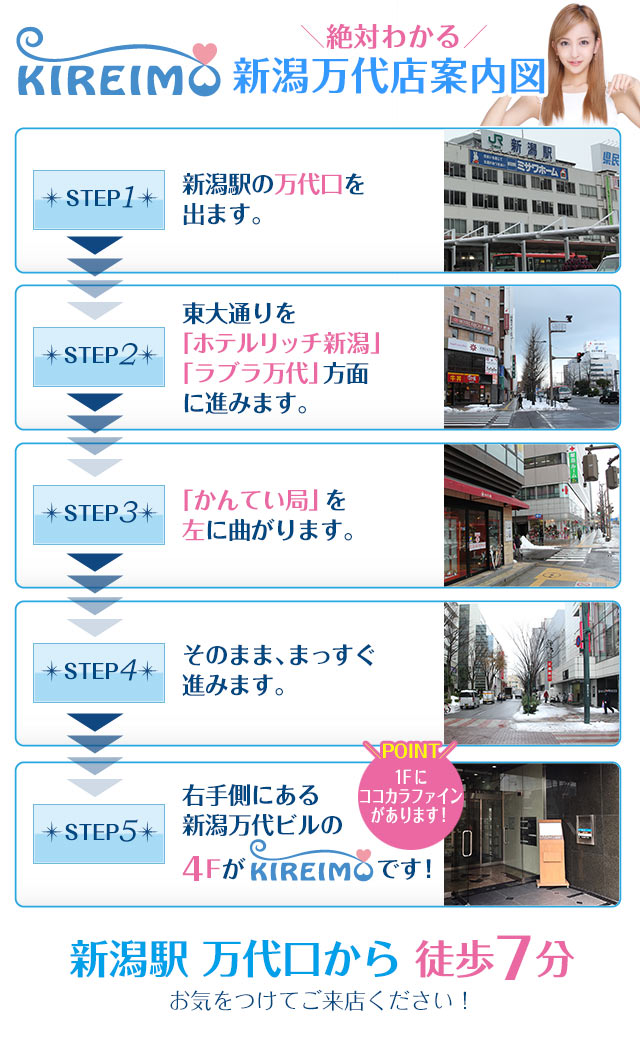 ＼絶対わかる／
KIREIMO 新潟万代店案内図
STEP1
新潟駅の万代口を
出ます。
JR 新潟駅
ミサワホーム
県民
STEP2
東大通りを
「ホテルリッチ新潟」
「ラブラ万代」方面
に進みます。
STEP3
「かんてい局」を
左に曲がります。
STEP4
そのまま、まっすぐ
進みます。
STEP5
右手側にある
新潟万代ビルの
4FがKIREIMOです！
POINT
1Fに
ココカラファイン
があります！
新潟駅 万代口から 徒歩7分
お気をつけてご来店ください！